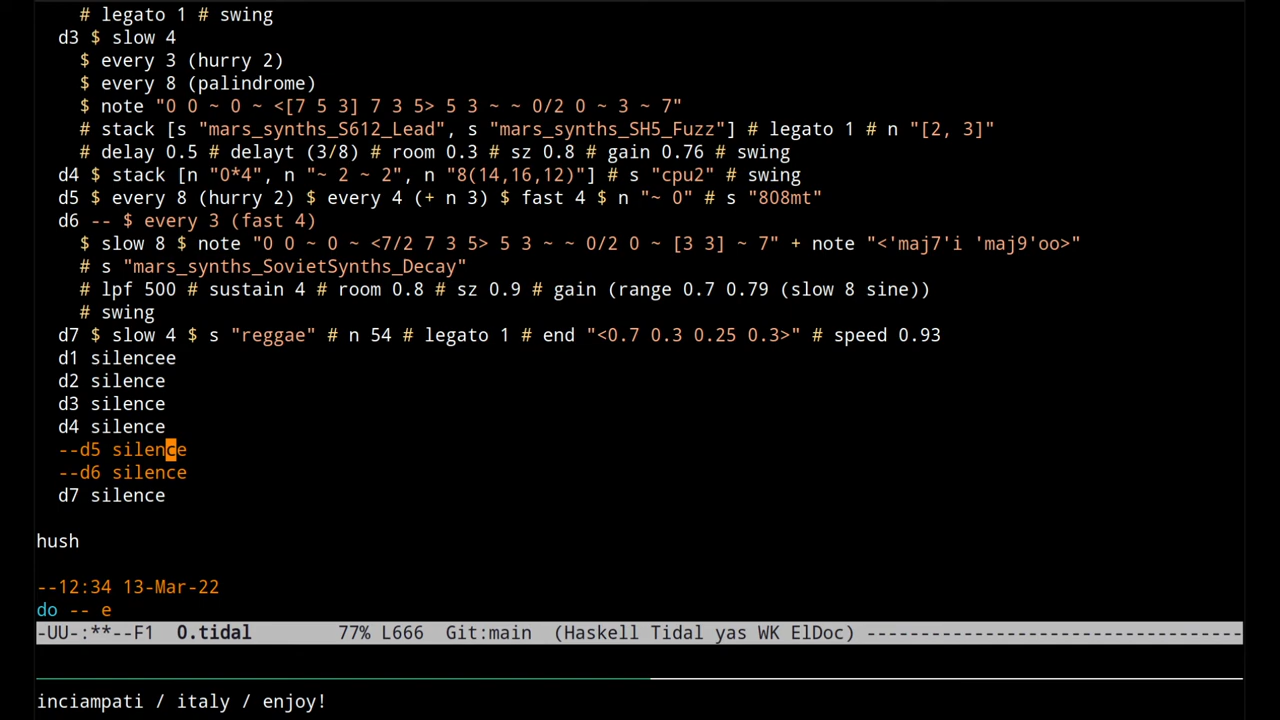 # legato 1 # swing
d3 $ slow 4
$ every 3 (hurry 2)
$ every 8 (palindrome)
$ note "0 0 ~ 0 ~ <[7 5 3] 7 3 5> 5 3 ~ ~ 0/2 0 ~ 3 ~ 7"
# stack [s "mars_synths_S612_Lead", s "mars_synths_SH5_Fuzz"] # legato 1 # n "[2, 3]"
# delay 0.5 # delayt (3/8) # room 0.3 # sz 0.8 # gain 0.76 # swing
d4 $ stack [n "0*4", n "~ 2 ~ 2", n "8(14,16,12)"] # s "cpu2" # swing
d5 $ every 8 (hurry 2) $ every 4 (+ n 3) $ fast 4 $ n "~ 0" # s "808mt"
d6 -- $ every 3 (fast 4)
$ slow 8 $ note "0 0 ~ 0 ~ <7/2 7 3 5> 5 3 ~ ~ 0/2 0 ~ [3 3] ~ 7" + note "<'maj7'i 'maj9'oo>"
# s "mars_synths_SovietSynths_Decay"
# lpf 500 # sustain 4 # room 0.8 # sz 0.9 # gain (range 0.7 0.79 (slow 8 sine))
# swing
d7 $ slow 4 $ s "reggae" # n 54 # legato 1 # end "<0.7 0.3 0.25 0.3>" # speed 0.93
d1 silencee
d2 silence
d3 silence
d4 silence
--d5 silence
--d6 silence
d7 silence
hush
--12:34 13-Mar-22
do -- e
-UU-:**--F1 0.tidal 77% L666 Git:main (Haskell Tidal yas WK ElDoc) -----------------------------------
inciampati / italy / enjoy!